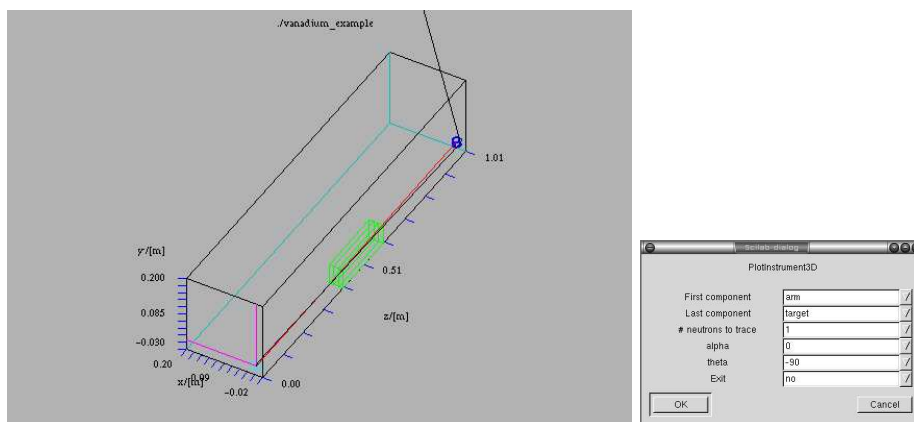 ./vanadium_example
1.01
0.51
y/[m]
0.200
0.085
-0.030
z/[m]
0.20
0.09
x/[m]
-0.02
0.00
Scilab dialog
PlotInstrument3D
First component arm
Last component target
# neutrons to trace 1
alpha 0
theta -90
Exit no
OK Cancel